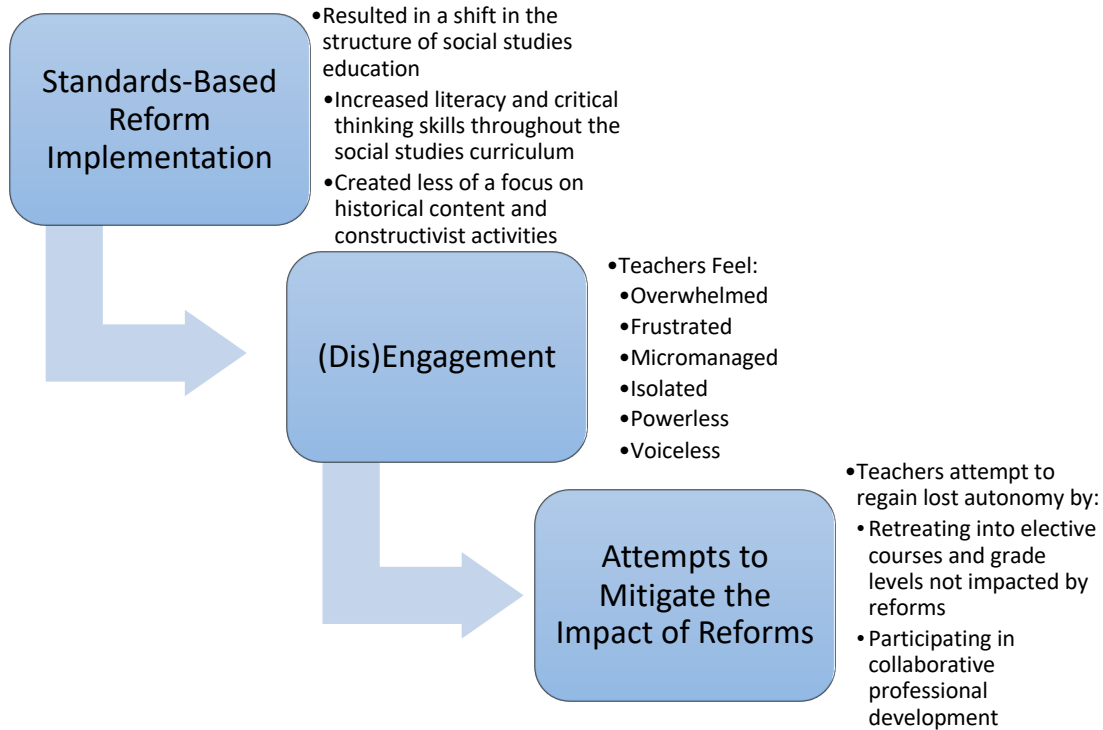 Standards-Based
Reform
Implementation
•Resulted in a shift in the
structure of social studies
education
•Increased literacy and critical
thinking skills throughout the
social studies curriculum
•Created less of a focus on
historical content and
constructivist activities
(Dis)Engagement
•Teachers Feel:
•Overwhelmed
•Frustrated
•Micromanaged
•Isolated
•Powerless
•Voiceless
Attempts to
Mitigate the
Impact of Reforms
•Teachers attempt to
regain lost autonomy by:
•Retreating into elective
courses and grade
levels not impacted by
reforms
•Participating in
collaborative
professional
development